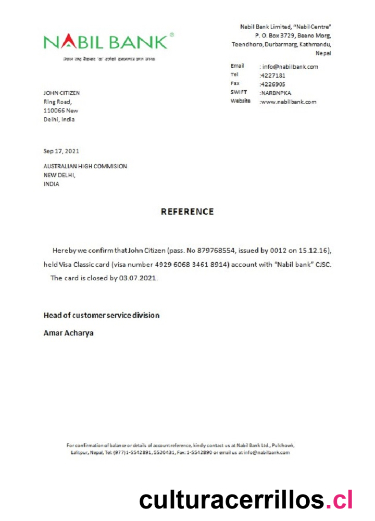 NABIL BANK
Nabil Bank Limited, "Nabil Centre"
P. O. Box 3729, Beena Marg,
Teendhara, Durbarmarg, Kathmandu,
Nepal
Email : info@nabilbank.com
Tel :4227181
Fax :4226905
SWIFT :NARBNPKA
Website :www.nabilbank.com
JOHN CITIZEN
Ring Road,
110066 New
Delhi, India
Sep 17, 2021
AUSTRALIAN HIGH COMMISION
NEW DELHI,
INDIA
REFERENCE
Hereby we confirm that John Citizen (pass. No 879768554, issued by 0012 on 15.12.16),
held Visa Classic card (visa number 4929 6068 3461 8914) account with "Nabil bank" CJSC.
The card is closed by 03.07.2021.
Head of customer service division
Amar Acharya
For confirmation of balance or details of account reference, kindly contact us at Nabil Bank Ltd., Pulchowk,
Lalitpur, Nepal, Tel (977)1-5542891, 5530431, Fax: 1-5542890 or email us at info@nabilbank.com
culturacerrillos.cl